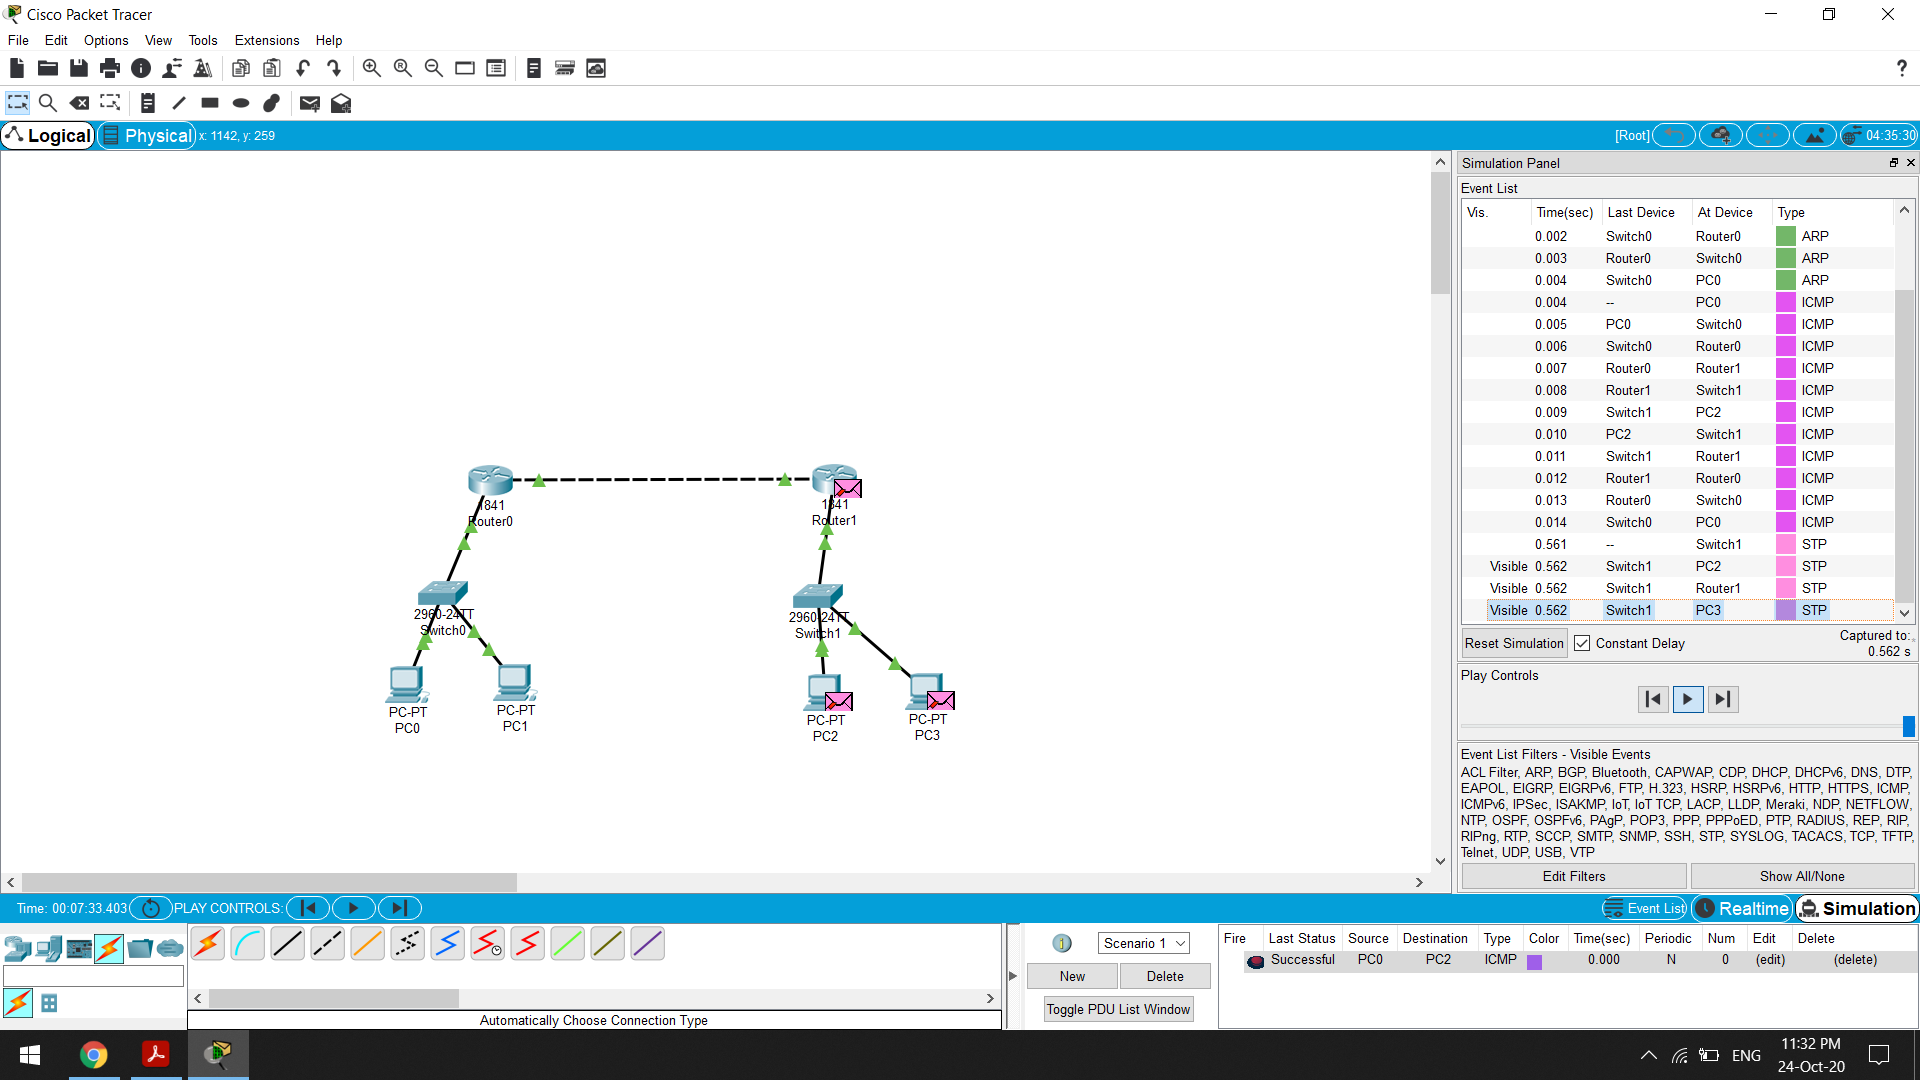 Cisco Packet Tracer
File Edit Options View Tools Extensions Help
Logical Physical x: 1142, y: 259 [Root] 04:35:30
1841
Router0
1841
Router1
2960-24TT
Switch0
2960-24TT
Switch1
PC-PT
PC0
PC-PT
PC1
PC-PT
PC2
PC-PT
PC3
Simulation Panel
Event List
Vis. Time(sec) Last Device At Device Type
0.002 Switch0 Router0 ARP
0.003 Router0 Switch0 ARP
0.004 Switch0 PC0 ARP
0.004 -- PC0 ICMP
0.005 PC0 Switch0 ICMP
0.006 Switch0 Router0 ICMP
0.007 Router0 Router1 ICMP
0.008 Router1 Switch1 ICMP
0.009 Switch1 PC2 ICMP
0.010 PC2 Switch1 ICMP
0.011 Switch1 Router1 ICMP
0.012 Router1 Router0 ICMP
0.013 Router0 Switch0 ICMP
0.014 Switch0 PC0 ICMP
0.561 -- Switch1 STP
Visible 0.562 Switch1 PC2 STP
Visible 0.562 Switch1 Router1 STP
Visible 0.562 Switch1 PC3 STP
Reset Simulation Constant Delay Captured to:
0.562 s
Play Controls
Event List Filters - Visible Events
ACL Filter, ARP, BGP, Bluetooth, CAPWAP, CDP, DHCP, DHCPv6, DNS, DTP,
EAPOL, EIGRP, EIGRPv6, FTP, H.323, HSRP, HSRPv6, HTTP, HTTPS, ICMP,
ICMPv6, IPSec, ISAKMP, IoT, IoT TCP, LACP, LLDP, Meraki, NDP, NETFLOW,
NTP, OSPF, OSPFv6, PAgP, POP3, PPP, PPPoED, PTP, RADIUS, REP, RIP,
RIPng, RTP, SCCP, SMTP, SNMP, SSH, STP, SYSLOG, TACACS, TCP, TFTP,
Telnet, UDP, USB, VTP
Edit Filters Show All/None
Time: 00:07:33.403 PLAY CONTROLS: Event List Realtime Simulation
Automatically Choose Connection Type
Scenario 1
New Delete
Toggle PDU List Window
Fire Last Status Source Destination Type Color Time(sec) Periodic Num Edit Delete
Successful PC0 PC2 ICMP 0.000 N 0 (edit) (delete)
ENG
11:32 PM
24-Oct-20